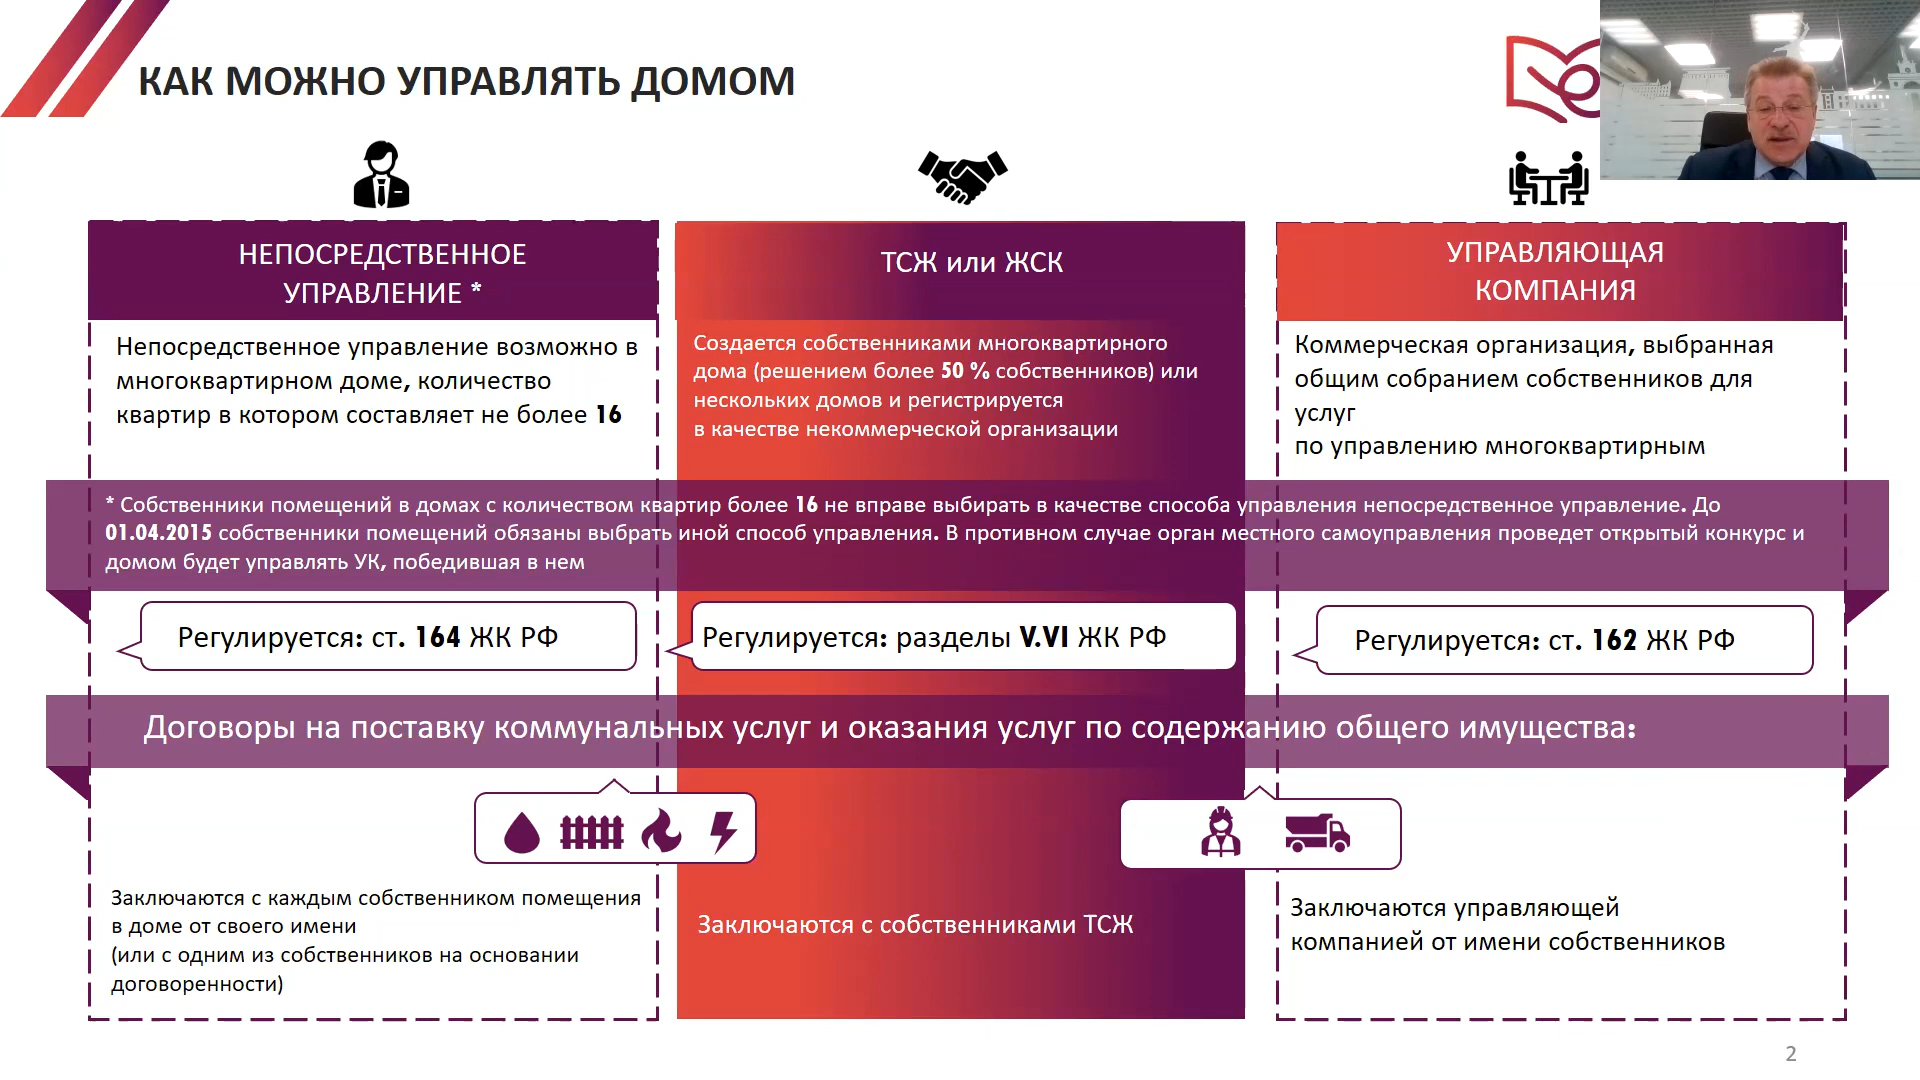 КАК МОЖНО УПРАВЛЯТЬ ДОМОМ
НЕПОСРЕДСТВЕННОЕ
УПРАВЛЕНИЕ *
Непосредственное управление возможно в
многоквартирном доме, количество
квартир в котором составляет не более 16
ТСЖ или ЖСК
Создается собственниками многоквартирного
дома (решением более 50 % собственников) или
нескольких домов и регистрируется
в качестве некоммерческой организации
УПРАВЛЯЮЩАЯ
КОМПАНИЯ
Коммерческая организация, выбранная
общим собранием собственников для
услуг
по управлению многоквартирным
* Собственники помещений в домах с количеством квартир более 16 не вправе выбирать в качестве способа управления непосредственное управление. До
01.04.2015 собственники помещений обязаны выбрать иной способ управления. В противном случае орган местного самоуправления проведет открытый конкурс и
домом будет управлять УК, победившая в нем
Регулируется: ст. 164 ЖК РФ
Регулируется: разделы V.VI ЖК РФ
Регулируется: ст. 162 ЖК РФ
Договоры на поставку коммунальных услуг и оказания услуг по содержанию общего имущества:
Заключаются с каждым собственником помещения
в доме от своего имени
(или с одним из собственников на основании
договоренности)
Заключаются с собственниками ТСЖ
Заключаются управляющей
компанией от имени собственников
2